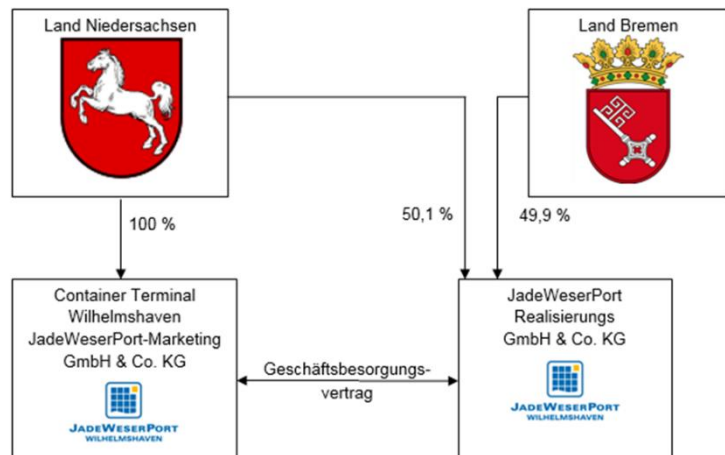 Land Niedersachsen
Land Bremen
100 %
50,1 %
49,9 %
Container Terminal
Wilhelmshaven
JadeWeserPort-Marketing
GmbH & Co. KG
JADEWESERPORT
WILHELMSHAVEN
Geschäftsbesorgungs-
vertrag
JadeWeserPort
Realisierungs
GmbH & Co. KG
JADEWESERPORT
WILHELMSHAVEN